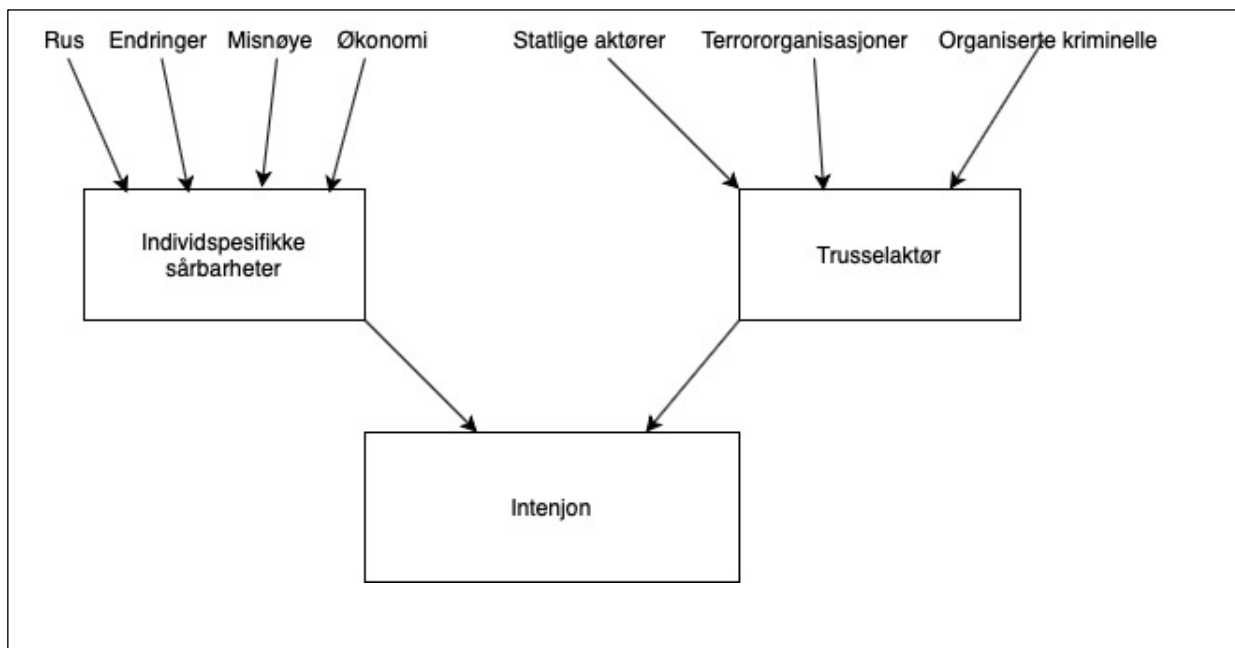 Rus Endringer Misnøye Økonomi Statlige aktører Terrororganisasjoner Organiserte kriminelle
Individspesifikke
sårbarheter
Trusselaktør
Intenjon